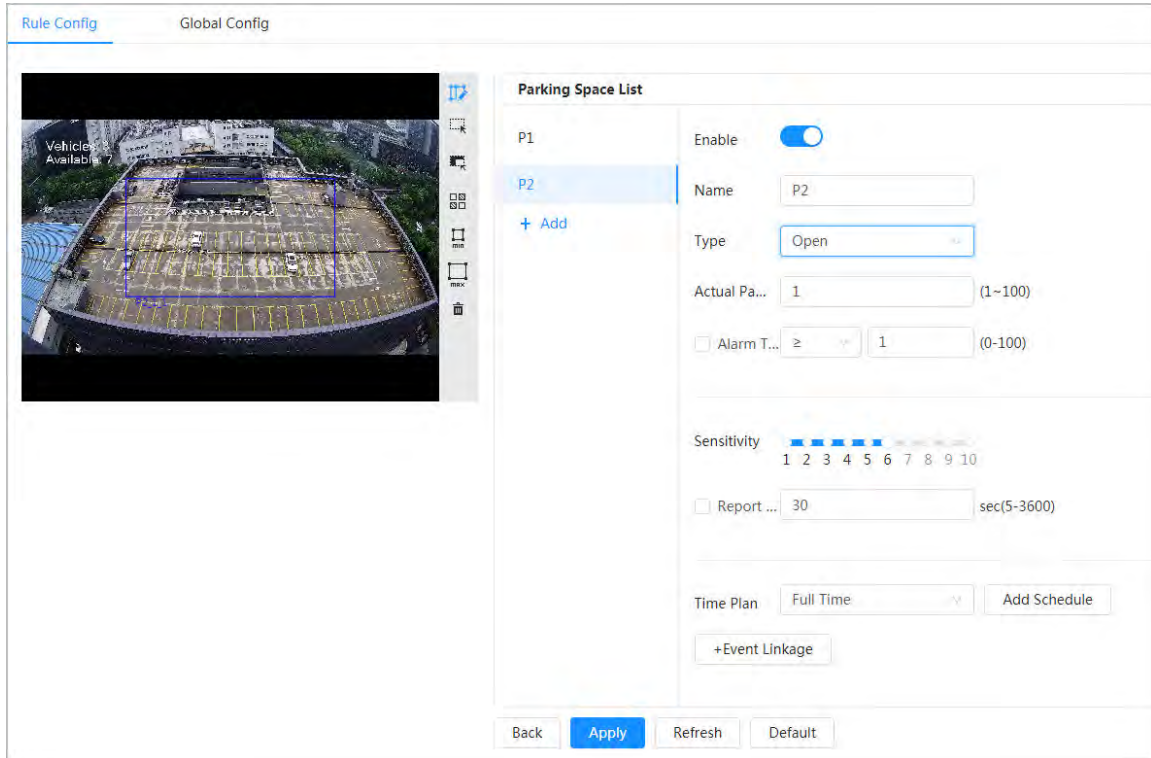 Rule Config Global Config
Vehicles: 3
Available: 7
Parking Space List
P1
P2
+ Add
Enable
Name P2
Type Open
Actual Pa... 1 (1~100)
Alarm T... ≥ 1 (0-100)
min
max
Sensitivity
1 2 3 4 5 6 7 8 9 10
Report ... 30 sec(5-3600)
Time Plan Full Time Add Schedule
+Event Linkage
Back Apply Refresh Default